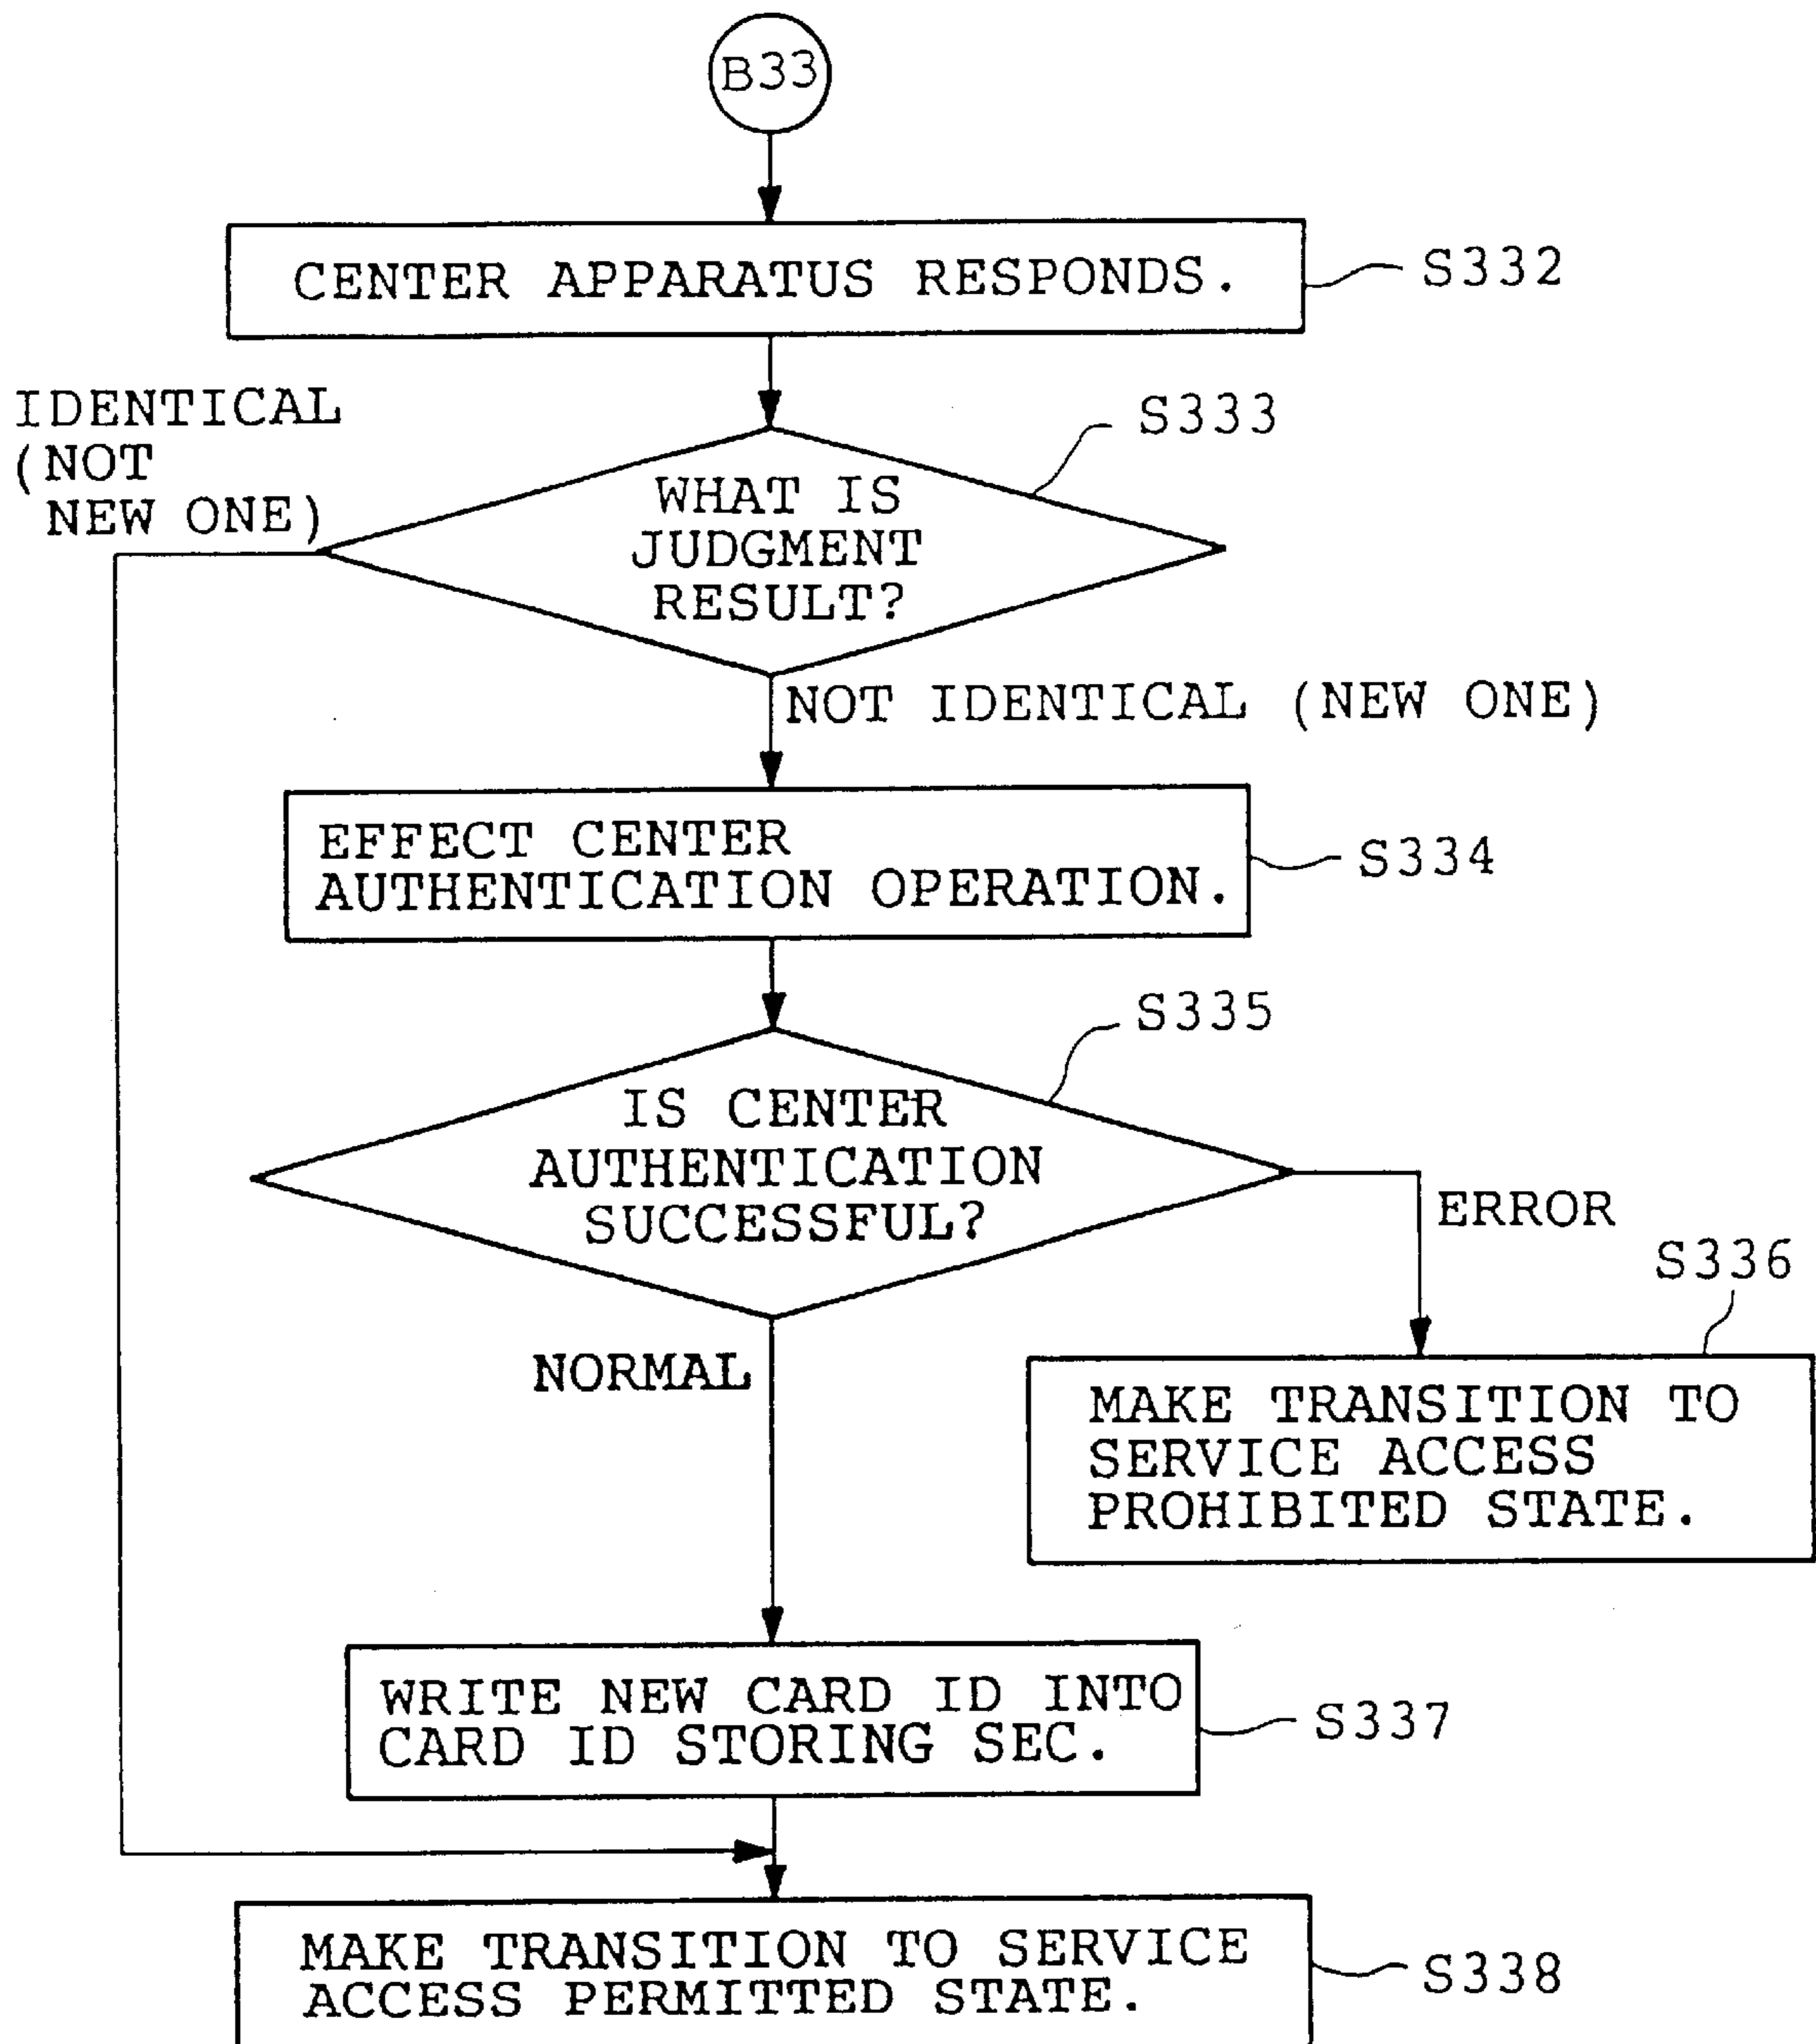 B33
CENTER APPARATUS RESPONDS.
S332
IDENTICAL
(NOT
NEW ONE)
S333
WHAT IS
JUDGMENT
RESULT?
NOT IDENTICAL (NEW ONE)
EFFECT CENTER
AUTHENTICATION OPERATION.
S334
S335
IS CENTER
AUTHENTICATION
SUCCESSFUL?
ERROR
S336
NORMAL
MAKE TRANSITION TO
SERVICE ACCESS
PROHIBITED STATE.
WRITE NEW CARD ID INTO
CARD ID STORING SEC.
S337
MAKE TRANSITION TO SERVICE
ACCESS PERMITTED STATE.
S338